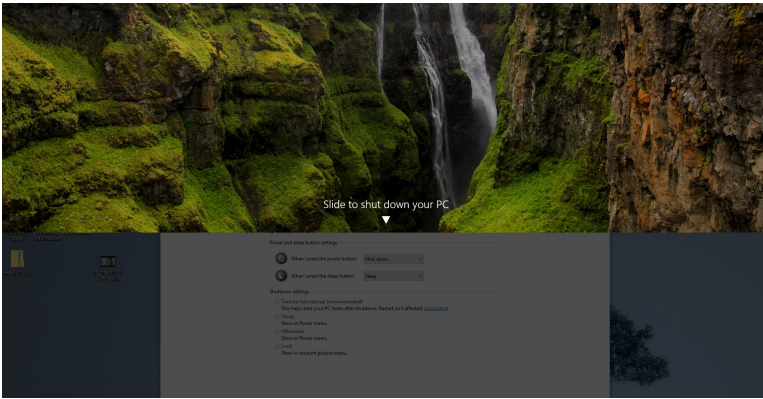 Slide to shut down your PC
Power and sleep button settings
When I press the power button: Shut down
When I press the sleep button: Sleep
Shutdown settings
Turn on fast startup (recommended)
This helps start your PC faster after shutdown. Restart isn't affected. Learn More
Sleep
Show in Power menu.
Hibernate
Show in Power menu.
Lock
Show in account picture menu.